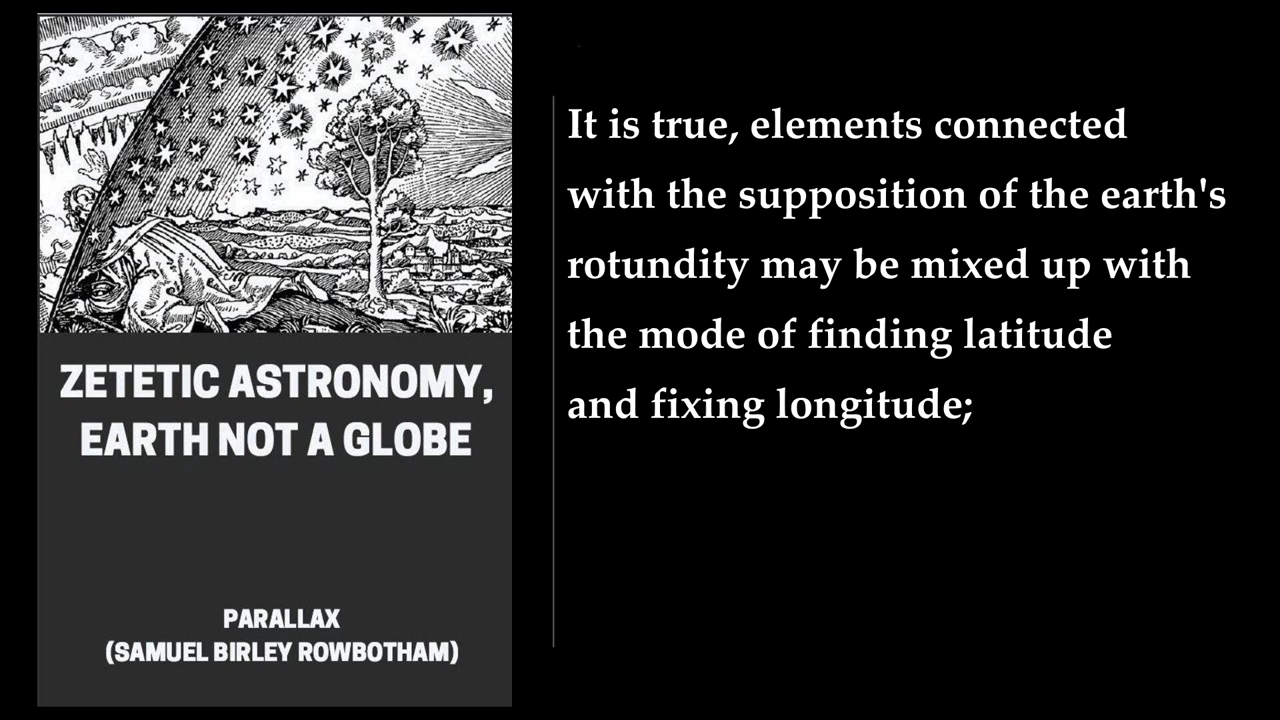 ZETETIC ASTRONOMY,
EARTH NOT A GLOBE
PARALLAX
(SAMUEL BIRLEY ROWBOTHAM)
It is true, elements connected
with the supposition of the earth's
rotundity may be mixed up with
the mode of finding latitude
and fixing longitude;